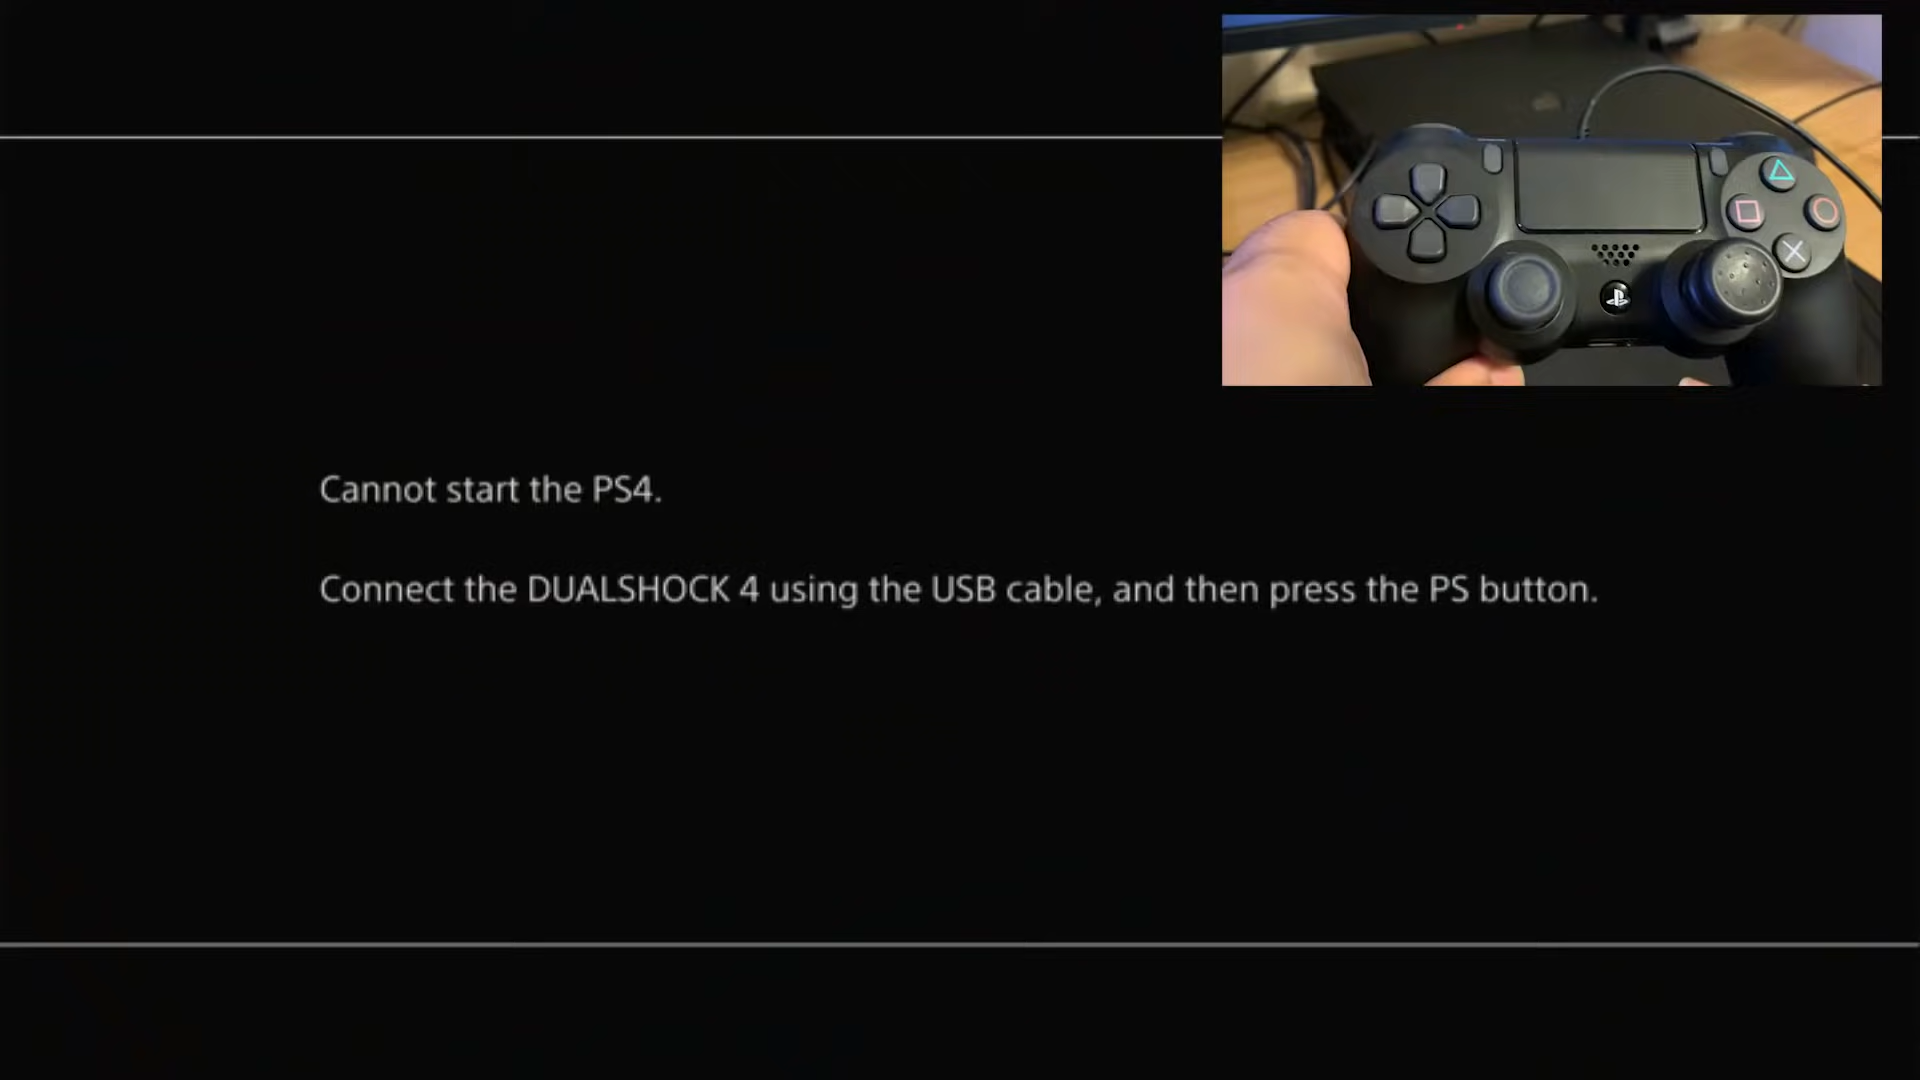 Cannot start the PS4.
Connect the DUALSHOCK 4 using the USB cable, and then press the PS button.